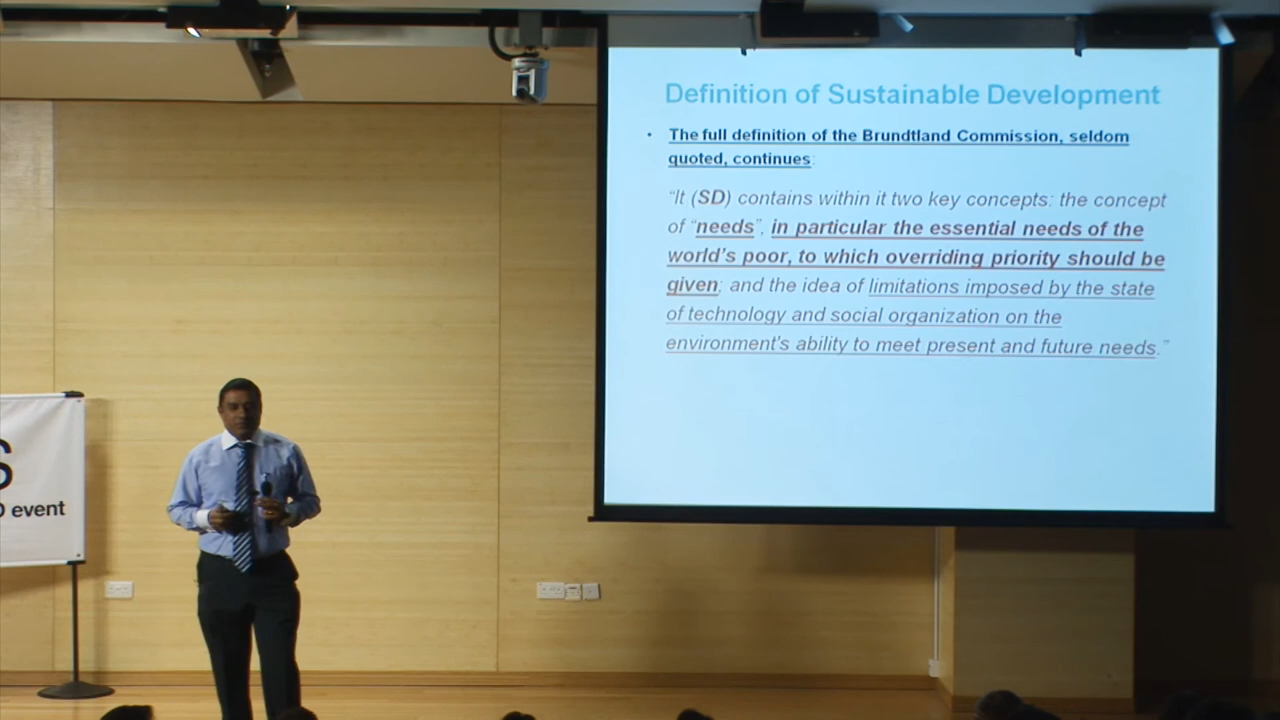 Definition of Sustainable Development
• The full definition of the Brundtland Commission, seldom
quoted, continues:
“It (SD) contains within it two key concepts: the concept
of “needs”, in particular the essential needs of the
world’s poor, to which overriding priority should be
given; and the idea of limitations imposed by the state
of technology and social organization on the
environment's ability to meet present and future needs.”
S
event